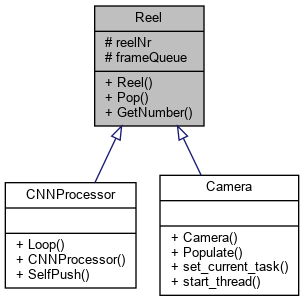 Reel
# reelNr
# frameQueue
+ Reel()
+ Pop()
+ GetNumber()
CNNProcessor
+ Loop()
+ CNNProcessor()
+ SelfPush()
Camera
+ Camera()
+ Populate()
+ set_current_task()
+ start_thread()